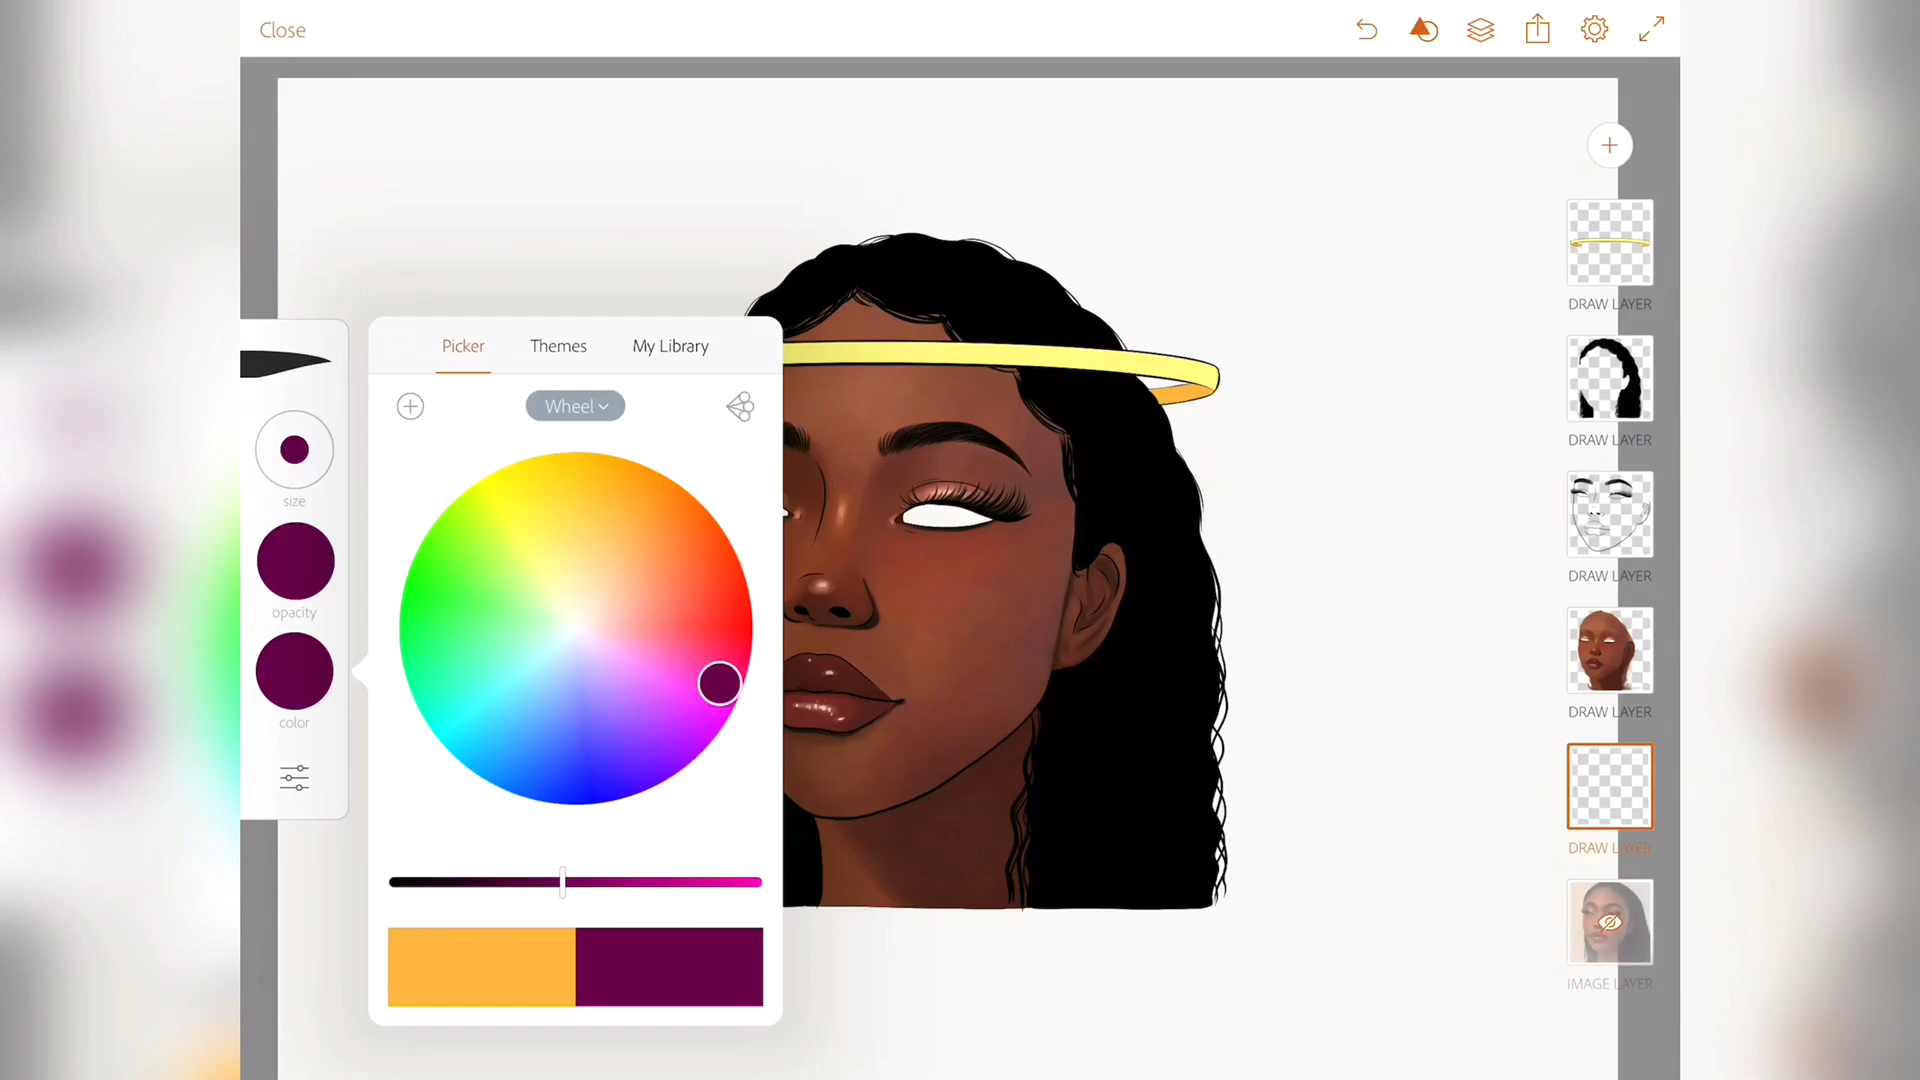 Close
Picker
Themes
My Library
Wheel
size
opacity
color
DRAW LAYER
DRAW LAYER
DRAW LAYER
DRAW LAYER
DRAW LAYER
IMAGE LAYER